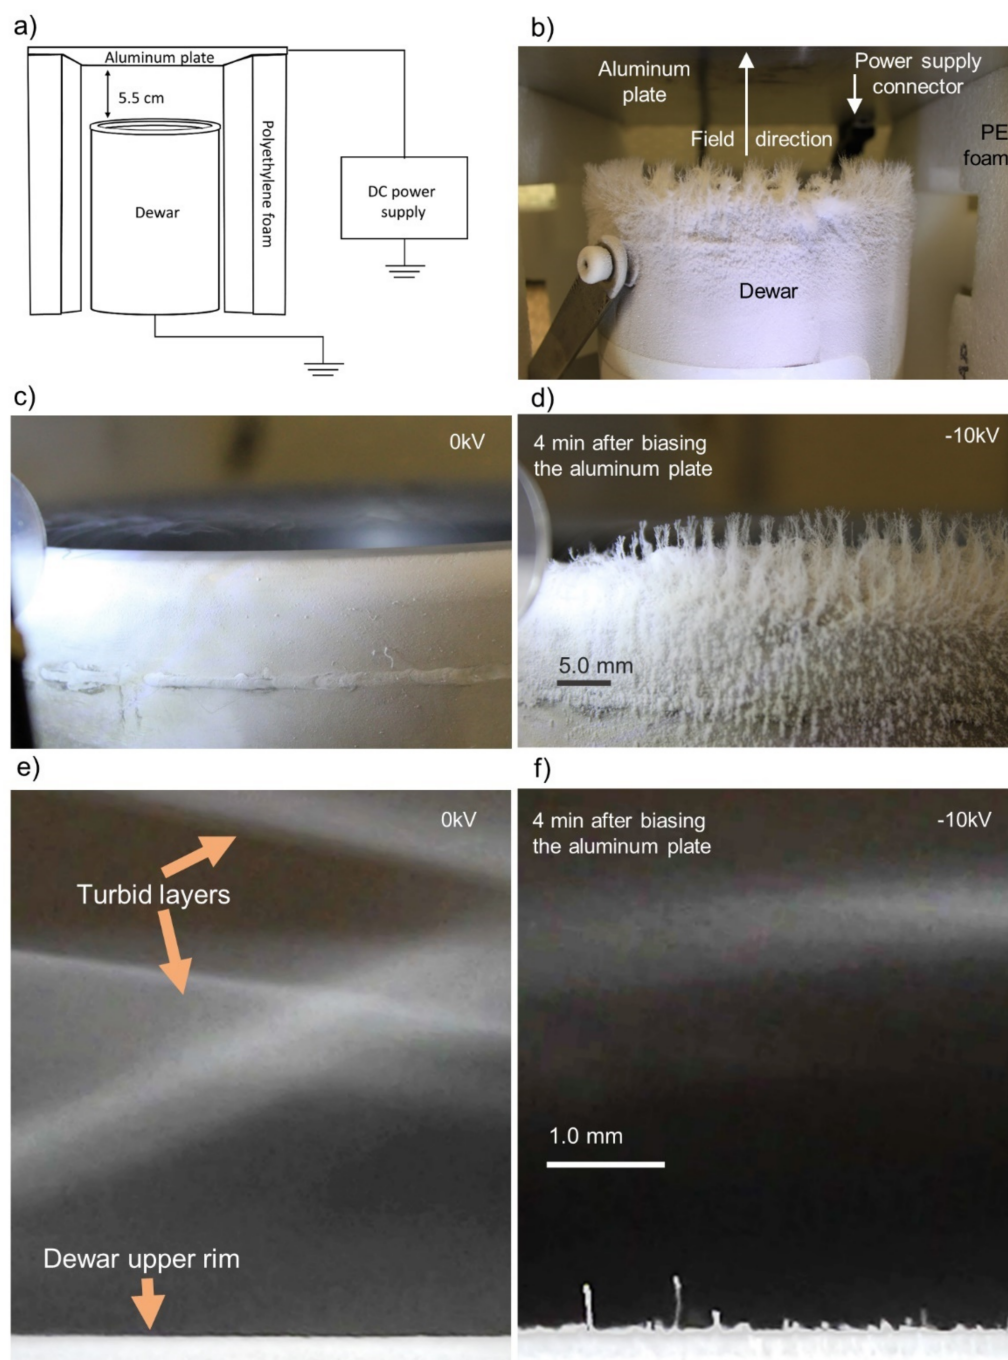 a)
Aluminum plate
5.5 cm
Dewar
Polyethylene foam
DC power
supply
b)
Aluminum
plate
Power supply
connector
Field direction
PE
foam
Dewar
c)
0kV
d)
4 min after biasing
the aluminum plate
-10kV
5.0 mm
e)
0kV
Turbid layers
Dewar upper rim
f)
4 min after biasing
the aluminum plate
-10kV
1.0 mm